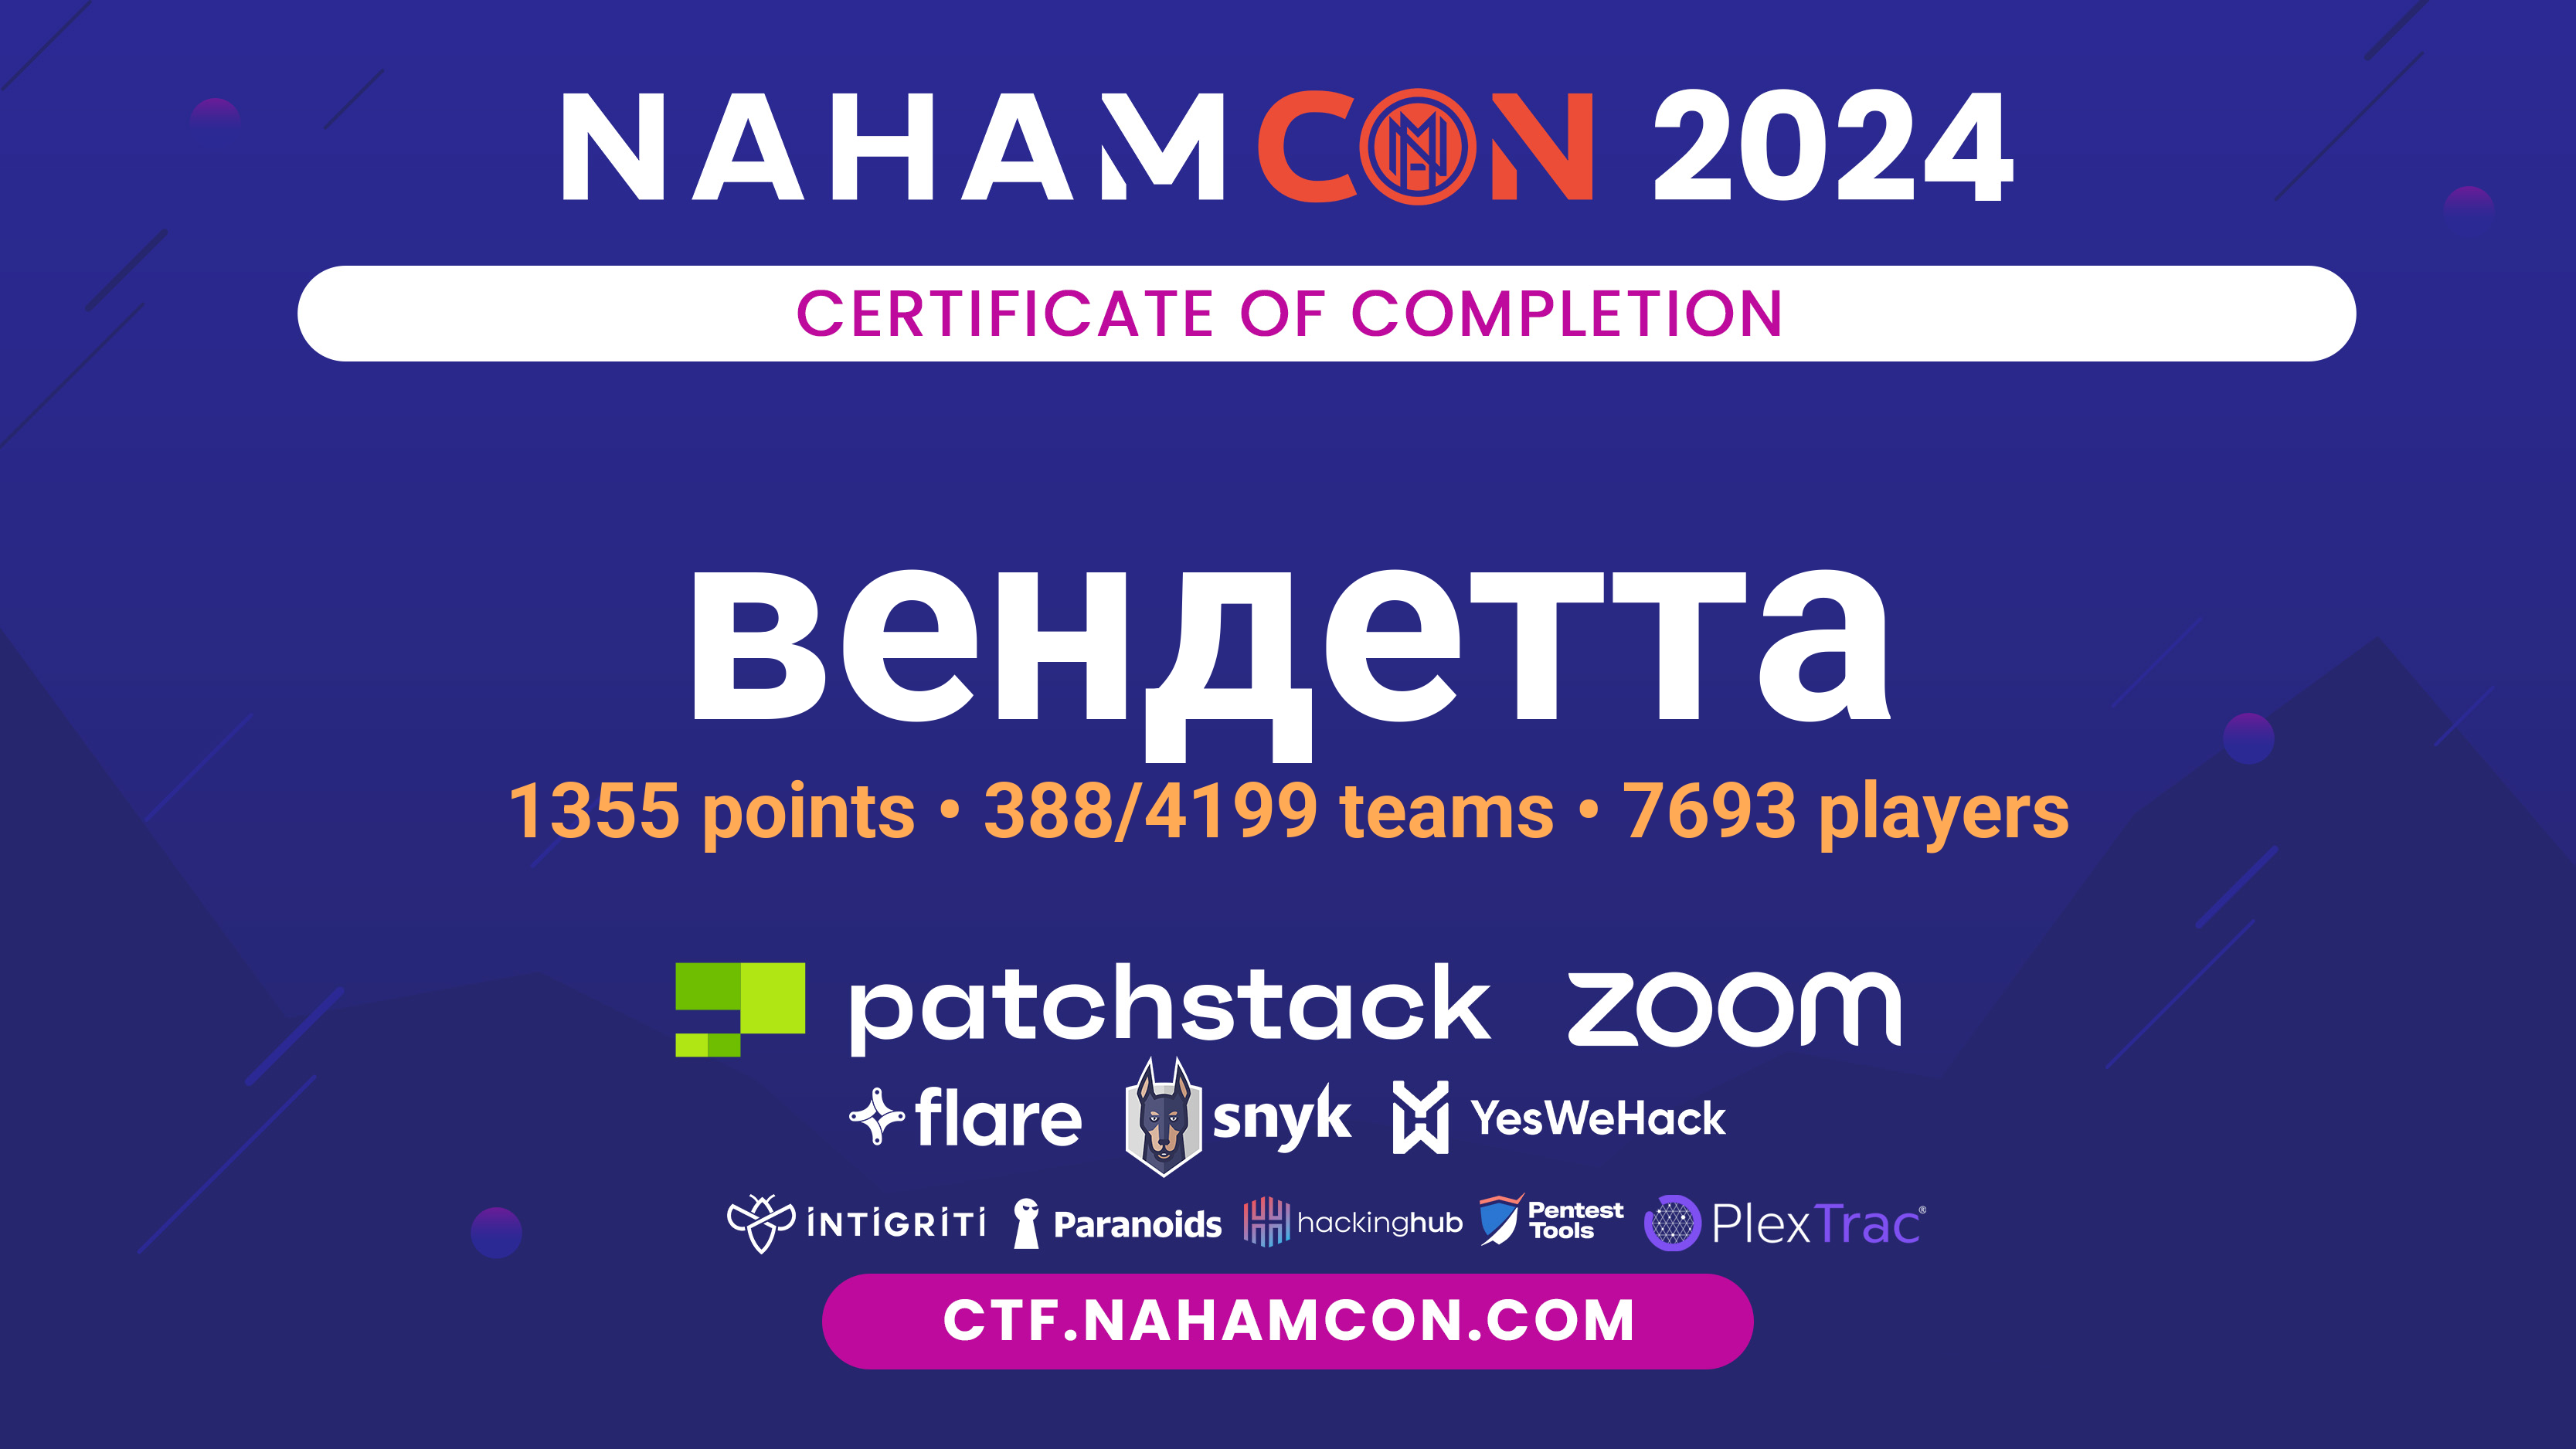 NAHAMCON 2024
CERTIFICATE OF COMPLETION
вендетта
1355 points • 388/4199 teams • 7693 players
patchstack zoom
flare snyk YesWeHack
INTIGRITI Paranoids hackinghub Pentest Tools PlexTrac®
CTF.NAHAMCON.COM